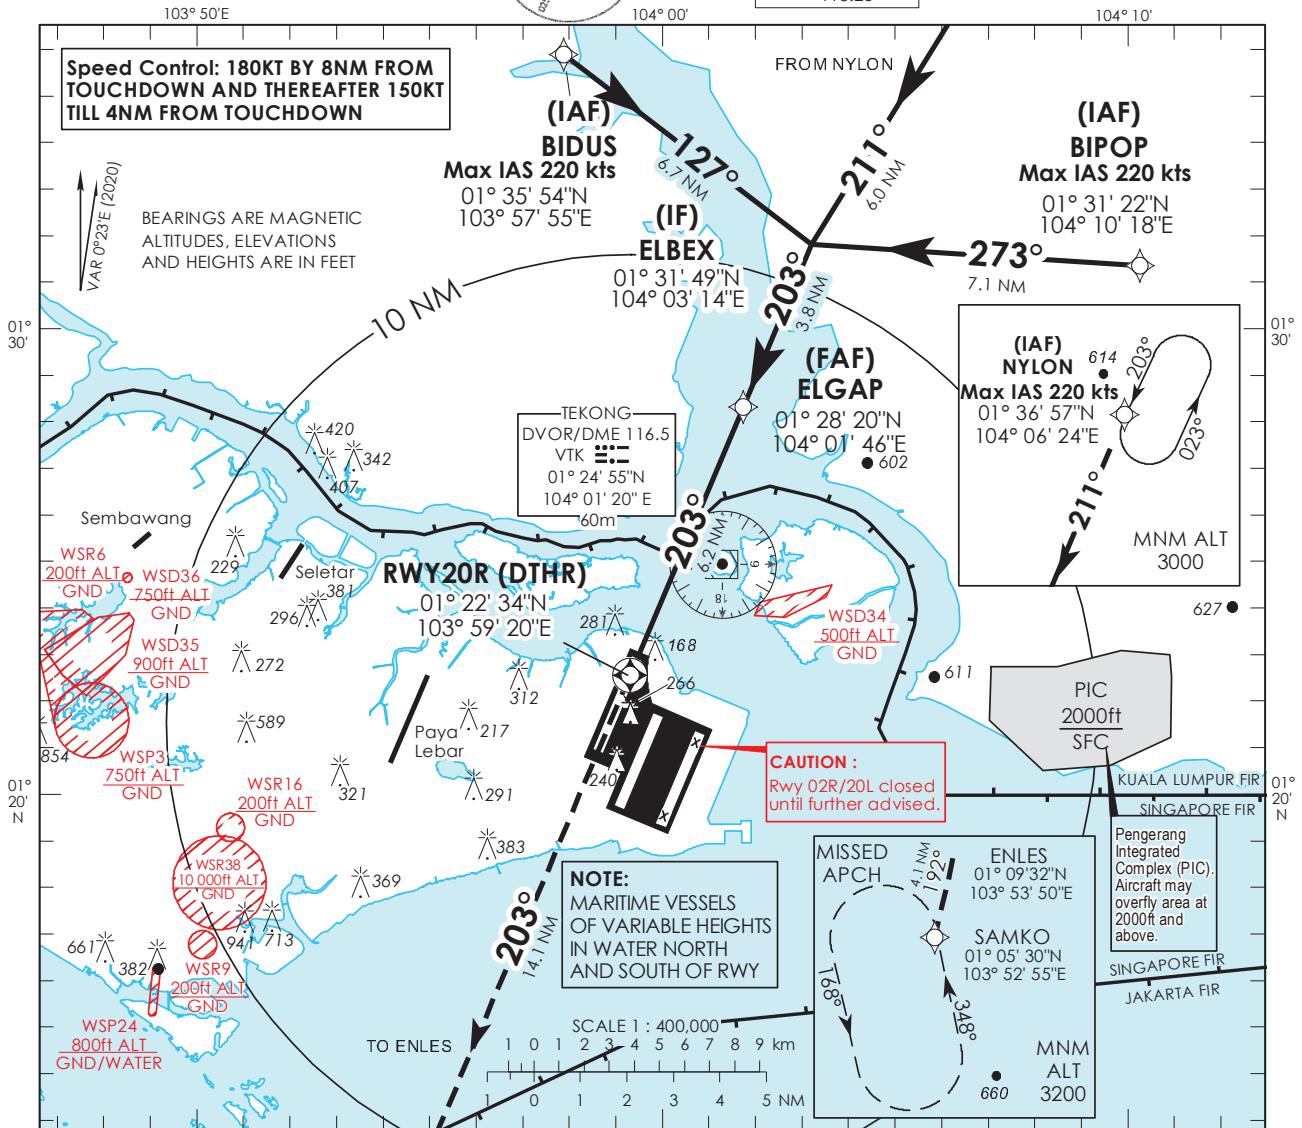 103° 50'E
104° 00'
104° 10'
Speed Control: 180KT BY 8NM FROM
TOUCHDOWN AND THEREAFTER 150KT
TILL 4NM FROM TOUCHDOWN
VAR 0°23'E (2020)
BEARINGS ARE MAGNETIC
ALTITUDES, ELEVATIONS
AND HEIGHTS ARE IN FEET
(IAF)
BIDUS
Max IAS 220 kts
01° 35' 54"N
103° 57' 55"E
127°
6.7 NM
FROM NYLON
211°
6.0 NM
(IAF)
BIPOP
Max IAS 220 kts
01° 31' 22"N
104° 10' 18"E
273°
7.1 NM
(IF)
ELBEX
01° 31' 49"N
104° 03' 14"E
203°
3.8 NM
10 NM
01°
30'
01°
30'
(FAF)
ELGAP
01° 28' 20"N
104° 01' 46"E
602
(IAF)
NYLON
Max IAS 220 kts
01° 36' 57"N
104° 06' 24"E
614
203°
023°
211°
MNM ALT
3000
TEKONG
DVOR/DME 116.5
VTK
01° 24' 55"N
104° 01' 20" E
60m
420
342
407
Sembawang
WSR6
200ft ALT
GND
WSD36
750ft ALT
GND
WSD35
900ft ALT
GND
229
Seletar
381
296
272
589
854
WSP3
750ft ALT
GND
RWY20R (DTHR)
01° 22' 34"N
103° 59' 20"E
203°
6.2 NM
9
18
281
168
266
312
217
Paya
Lebar
240
291
321
383
369
WSD34
500ft ALT
GND
627
611
PIC
2000ft
SFC
CAUTION :
Rwy 02R/20L closed
until further advised.
X
X
KUALA LUMPUR FIR
SINGAPORE FIR
01°
20'
N
01°
20'
N
Pengerang
Integrated
Complex (PIC).
Aircraft may
overfly area at
2000ft and
above.
WSR16
200ft ALT
GND
WSR38
10 000ft ALT
GND
941
713
661
382
WSR9
200ft ALT
GND
WSP24
800ft ALT
GND/WATER
203°
14.1 NM
TO ENLES
NOTE:
MARITIME VESSELS
OF VARIABLE HEIGHTS
IN WATER NORTH
AND SOUTH OF RWY
MISSED
APCH
4.1 NM
192°
ENLES
01° 09'32"N
103° 53' 50"E
SAMKO
01° 05' 30"N
103° 52' 55"E
168°
348°
MNM
ALT
3200
660
SINGAPORE FIR
JAKARTA FIR
SCALE 1 : 400,000
1 0 1 2 3 4 5 6 7 8 9 km
1 0 1 2 3 4 5 NM